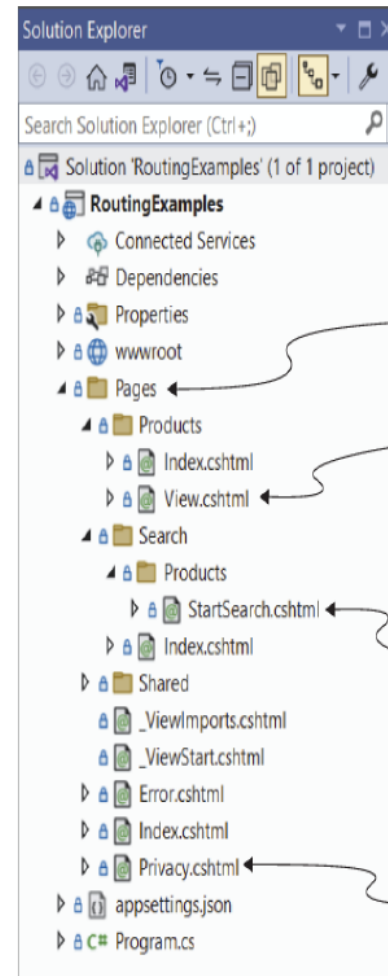 Solution Explorer
Search Solution Explorer (Ctrl+;)
Solution 'RoutingExamples' (1 of 1 project)
RoutingExamples
Connected Services
Dependencies
Properties
wwwroot
Pages
Products
Index.cshtml
View.cshtml
Search
Products
StartSearch.cshtml
Index.cshtml
Shared
_ViewImports.cshtml
_ViewStart.cshtml
Error.cshtml
Index.cshtml
Privacy.cshtml
appsettings.json
C# Program.cs